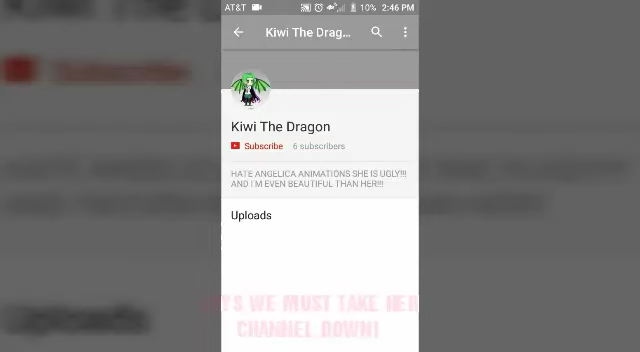 AT&T 10% 2:46 PM
Kiwi The Drag...
Kiwi The Dragon
Subscribe 6 subscribers
HATE ANGELICA ANIMATIONS SHE IS UGLY!!!
AND I'M EVEN BEAUTIFUL THAN HER!!!
Uploads
WE MUST TAKE HER
CHANNEL DOWN!
Uploads